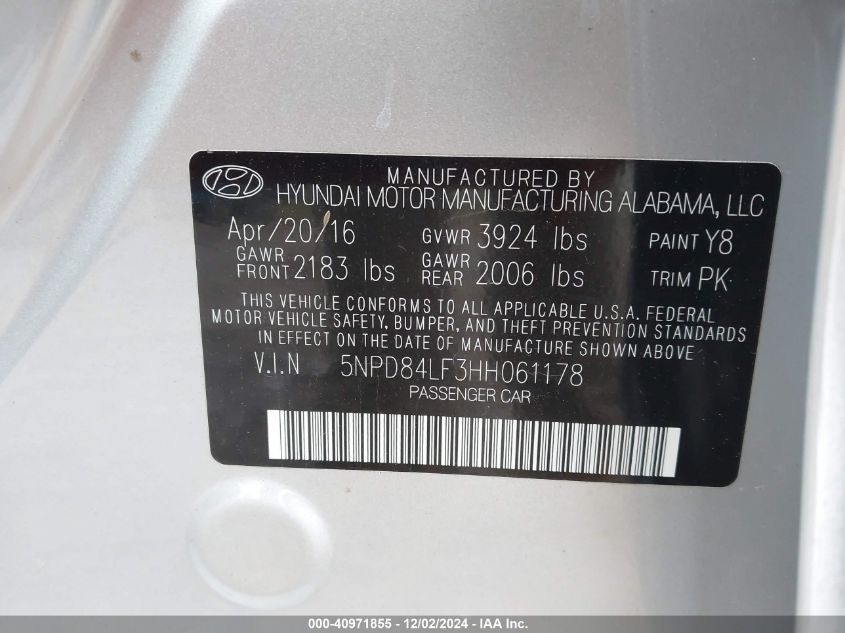 MANUFACTURED BY
HYUNDAI MOTOR MANUFACTURING ALABAMA, LLC
Apr/20/16 GVWR 3924 lbs PAINT Y8
GAWR FRONT 2183 lbs GAWR REAR 2006 lbs TRIM PK
THIS VEHICLE CONFORMS TO ALL APPLICABLE U.S.A. FEDERAL
MOTOR VEHICLE SAFETY, BUMPER, AND THEFT PREVENTION STANDARDS
IN EFFECT ON THE DATE OF MANUFACTURE SHOWN ABOVE
V.I.N 5NPD84LF3HH061178
PASSENGER CAR
000-40971855 - 12/02/2024 - IAA Inc.